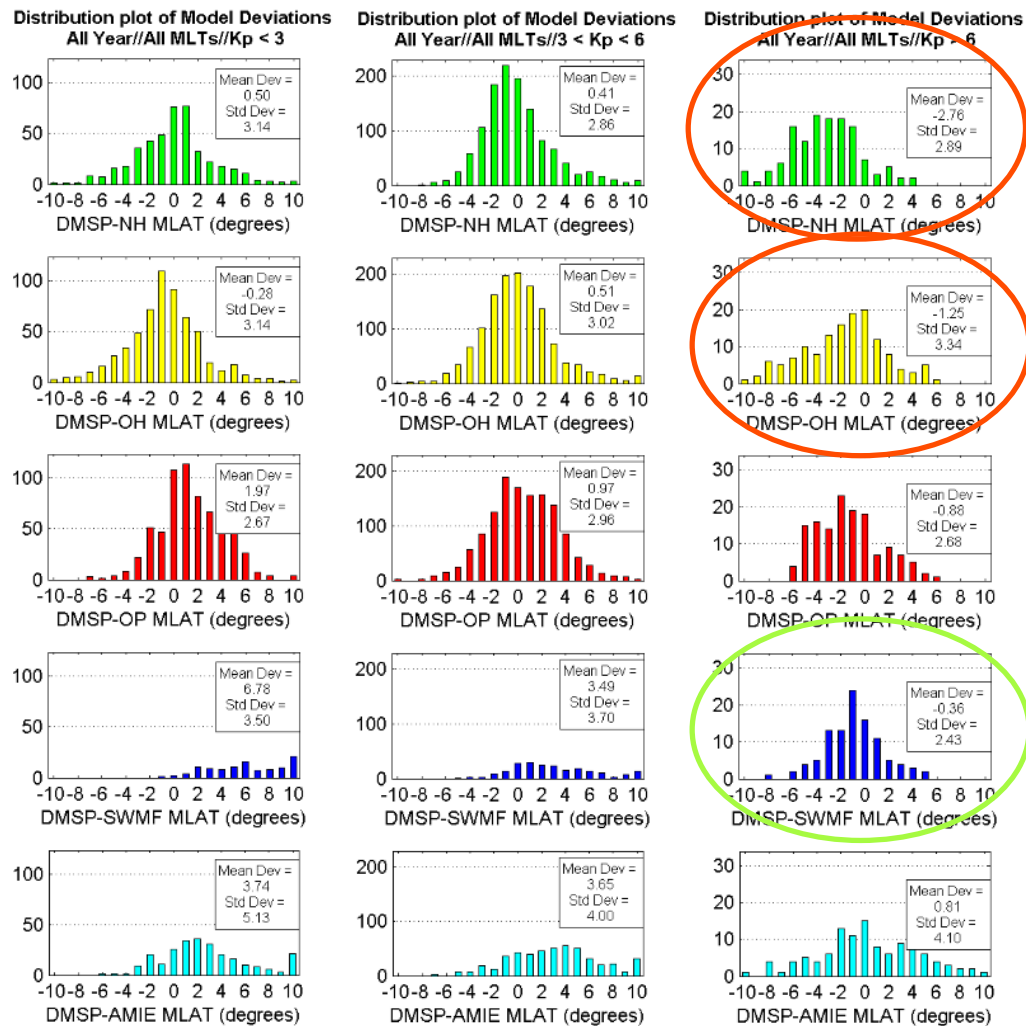 Distribution plot of Model Deviations
All Year//All MLTs//Kp < 3
100
50
0
Mean Dev =
0.50
Std Dev =
3.14
-10 -8 -6 -4 -2 0 2 4 6 8 10
DMSP-NH MLAT (degrees)
Distribution plot of Model Deviations
All Year//All MLTs//3 < Kp < 6
200
100
0
Mean Dev =
0.41
Std Dev =
2.86
-10 -8 -6 -4 -2 0 2 4 6 8 10
DMSP-NH MLAT (degrees)
Distribution plot of Model Deviations
All Year//All MLTs//Kp > 6
30
20
10
0
Mean Dev =
-2.76
Std Dev =
2.89
-10 -8 -6 -4 -2 0 2 4 6 8 10
DMSP-NH MLAT (degrees)
100
50
0
Mean Dev =
-0.28
Std Dev =
3.14
-10 -8 -6 -4 -2 0 2 4 6 8 10
DMSP-OH MLAT (degrees)
200
100
0
Mean Dev =
0.51
Std Dev =
3.02
-10 -8 -6 -4 -2 0 2 4 6 8 10
DMSP-OH MLAT (degrees)
30
20
10
0
Mean Dev =
-1.25
Std Dev =
3.34
-10 -8 -6 -4 -2 0 2 4 6 8 10
DMSP-OH MLAT (degrees)
100
50
0
Mean Dev =
1.97
Std Dev =
2.67
-10 -8 -6 -4 -2 0 2 4 6 8 10
DMSP-OP MLAT (degrees)
200
100
0
Mean Dev =
0.97
Std Dev =
2.96
-10 -8 -6 -4 -2 0 2 4 6 8 10
DMSP-OP MLAT (degrees)
30
20
10
0
Mean Dev =
-0.88
Std Dev =
2.68
-10 -8 -6 -4 -2 0 2 4 6 8 10
DMSP-OP MLAT (degrees)
100
50
0
Mean Dev =
6.78
Std Dev =
3.50
-10 -8 -6 -4 -2 0 2 4 6 8 10
DMSP-SWMF MLAT (degrees)
200
100
0
Mean Dev =
3.49
Std Dev =
3.70
-10 -8 -6 -4 -2 0 2 4 6 8 10
DMSP-SWMF MLAT (degrees)
30
20
10
0
Mean Dev =
-0.36
Std Dev =
2.43
-10 -8 -6 -4 -2 0 2 4 6 8 10
DMSP-SWMF MLAT (degrees)
100
50
0
Mean Dev =
3.74
Std Dev =
5.13
-10 -8 -6 -4 -2 0 2 4 6 8 10
DMSP-AMIE MLAT (degrees)
200
100
0
Mean Dev =
3.65
Std Dev =
4.00
-10 -8 -6 -4 -2 0 2 4 6 8 10
DMSP-AMIE MLAT (degrees)
30
20
10
0
Mean Dev =
0.81
Std Dev =
4.10
-10 -8 -6 -4 -2 0 2 4 6 8 10
DMSP-AMIE MLAT (degrees)